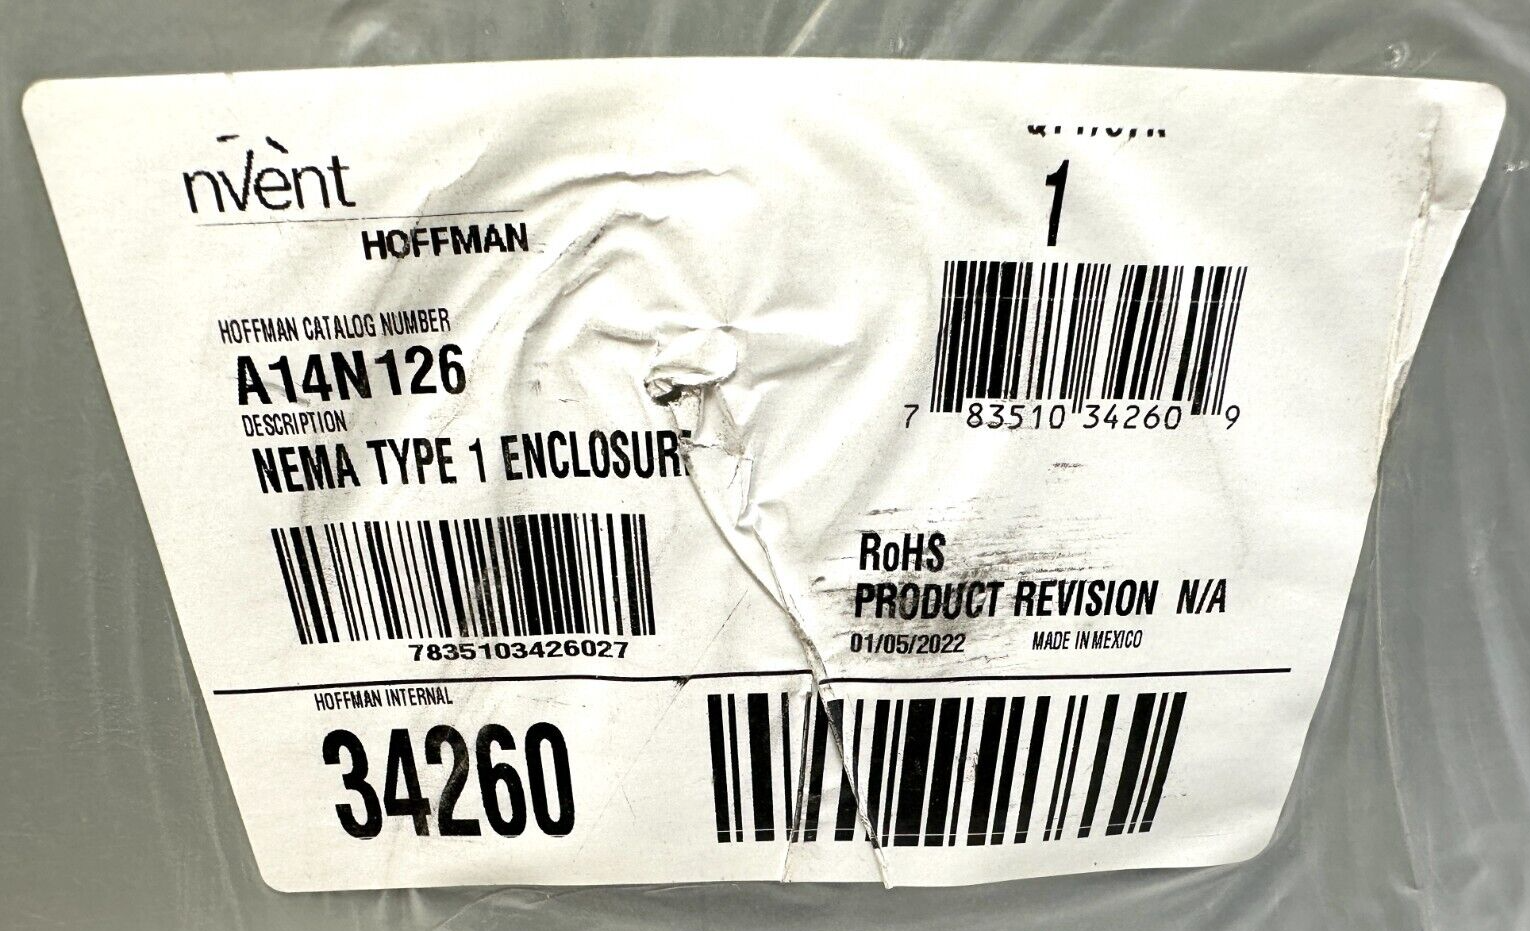 nVent
HOFFMAN
HOFFMAN CATALOG NUMBER
A14N126
DESCRIPTION
NEMA TYPE 1 ENCLOSURE
7835103426027
1
7 83510 34260 9
RoHS
PRODUCT REVISION N/A
01/05/2022 MADE IN MEXICO
HOFFMAN INTERNAL
34260